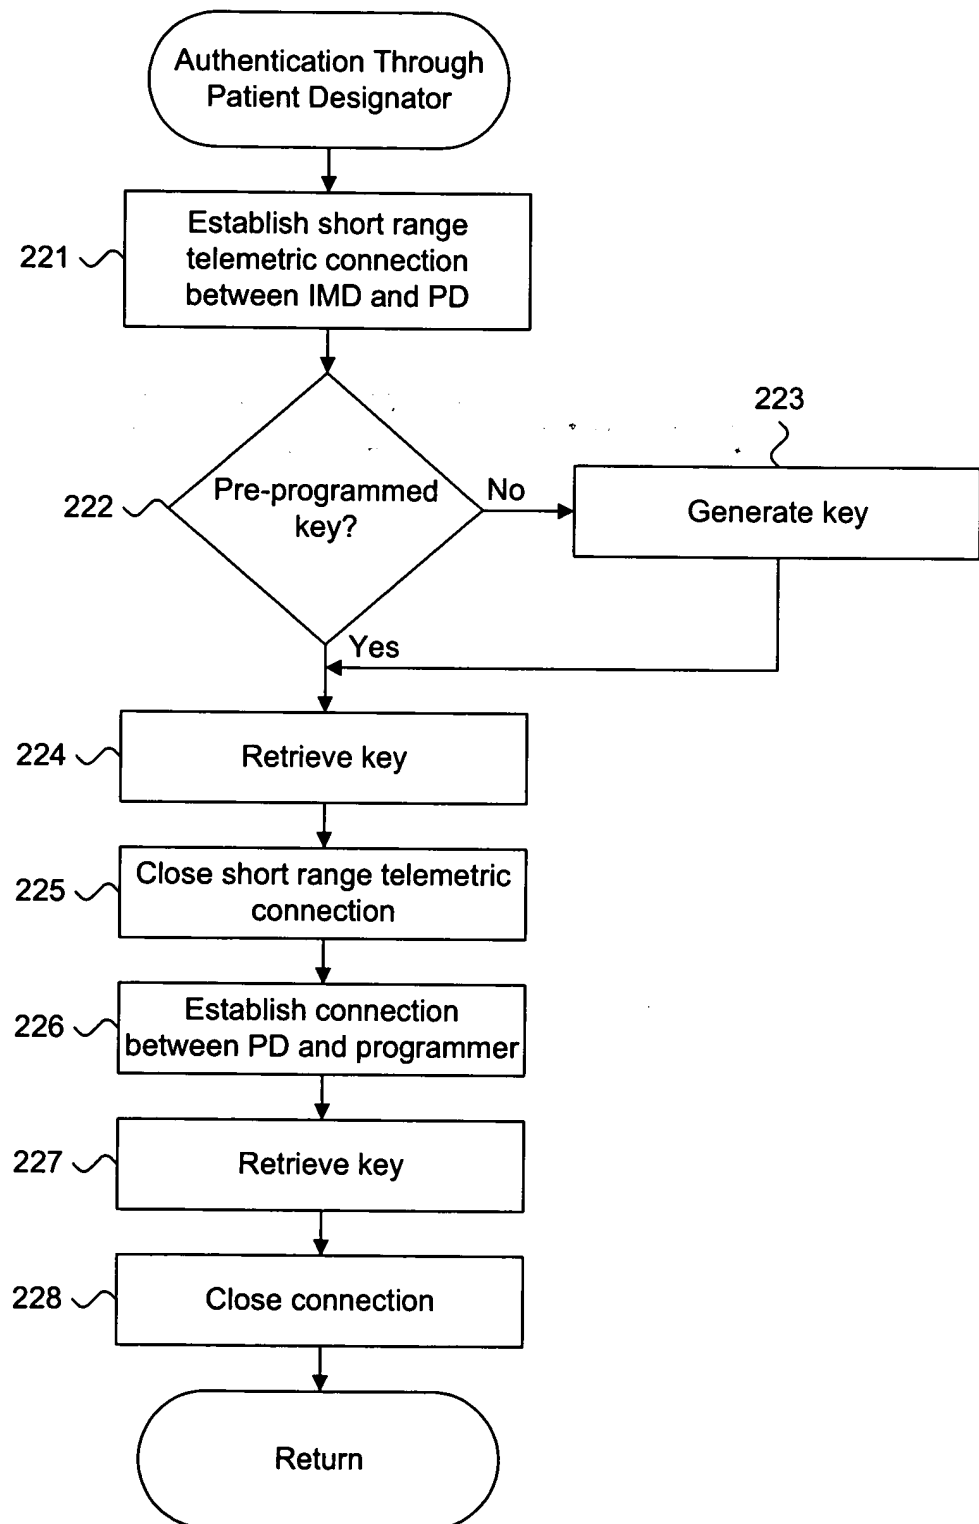 Authentication Through
Patient Designator
221
Establish short range
telemetric connection
between IMD and PD
223
222
Pre-programmed
key?
No
Generate key
Yes
224
Retrieve key
225
Close short range telemetric
connection
226
Establish connection
between PD and programmer
227
Retrieve key
228
Close connection
Return